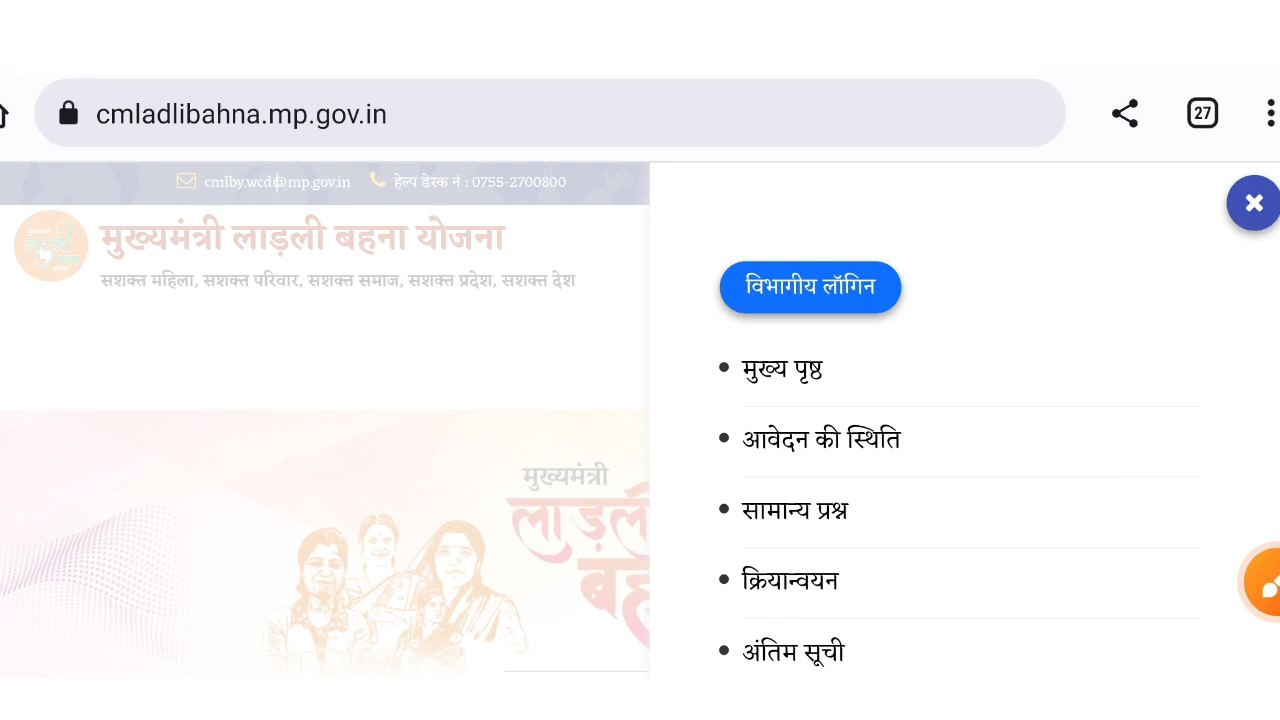 cmladlibahna.mp.gov.in
27
cmlby.wcd@mp.gov.in हेल्प डेस्क नं : 0755-2700800
मुख्यमंत्री लाड़ली बहना योजना
सशक्त महिला, सशक्त परिवार, सशक्त समाज, सशक्त प्रदेश, सशक्त देश
मुख्यमंत्री
विभागीय लॉगिन
मुख्य पृष्ठ
आवेदन की स्थिति
सामान्य प्रश्न
क्रियान्वयन
अंतिम सूची